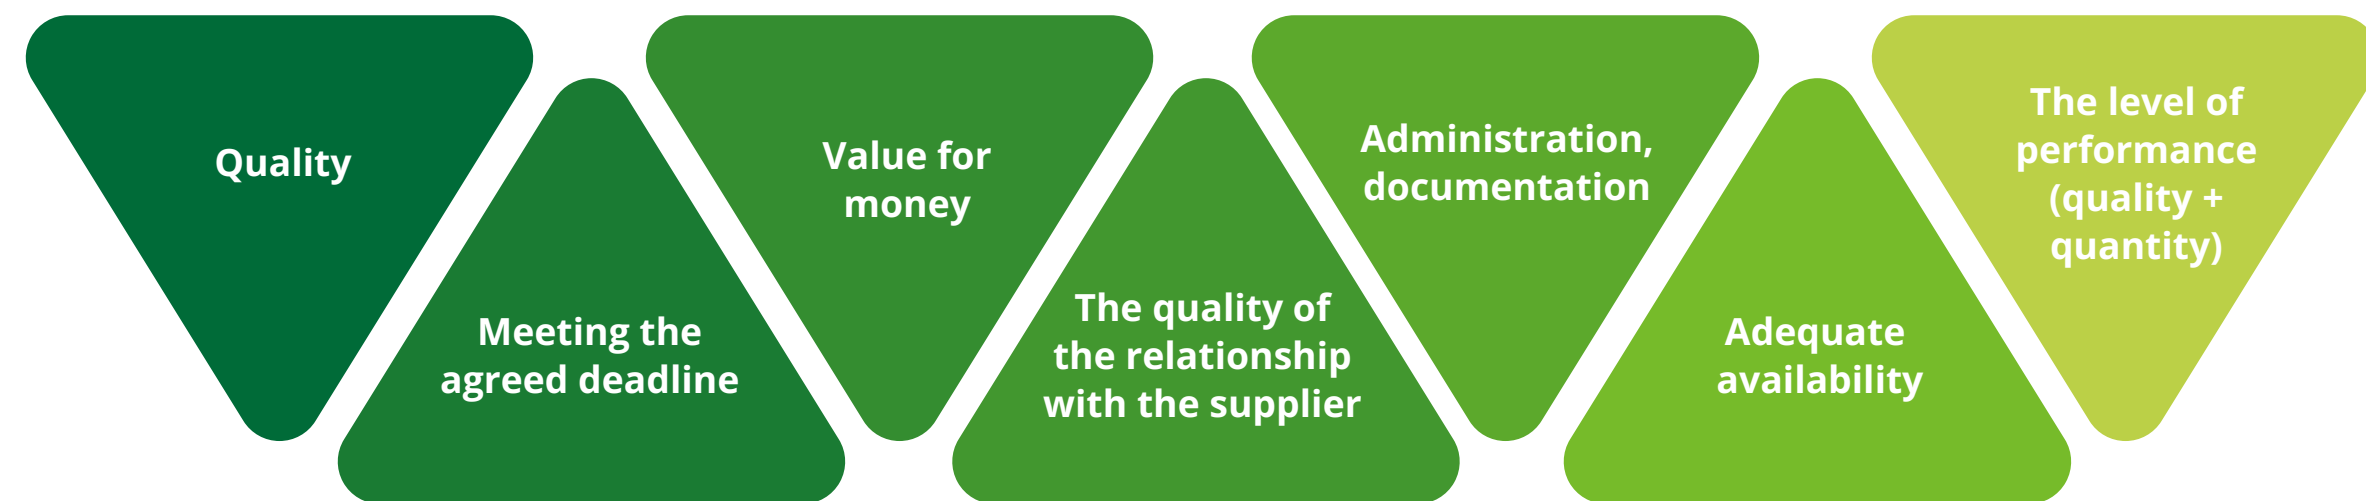 Quality
Meeting the
agreed deadline
Value for
money
The quality of
the relationship
with the supplier
Administration,
documentation
Adequate
availability
The level of
performance
(quality +
quantity)